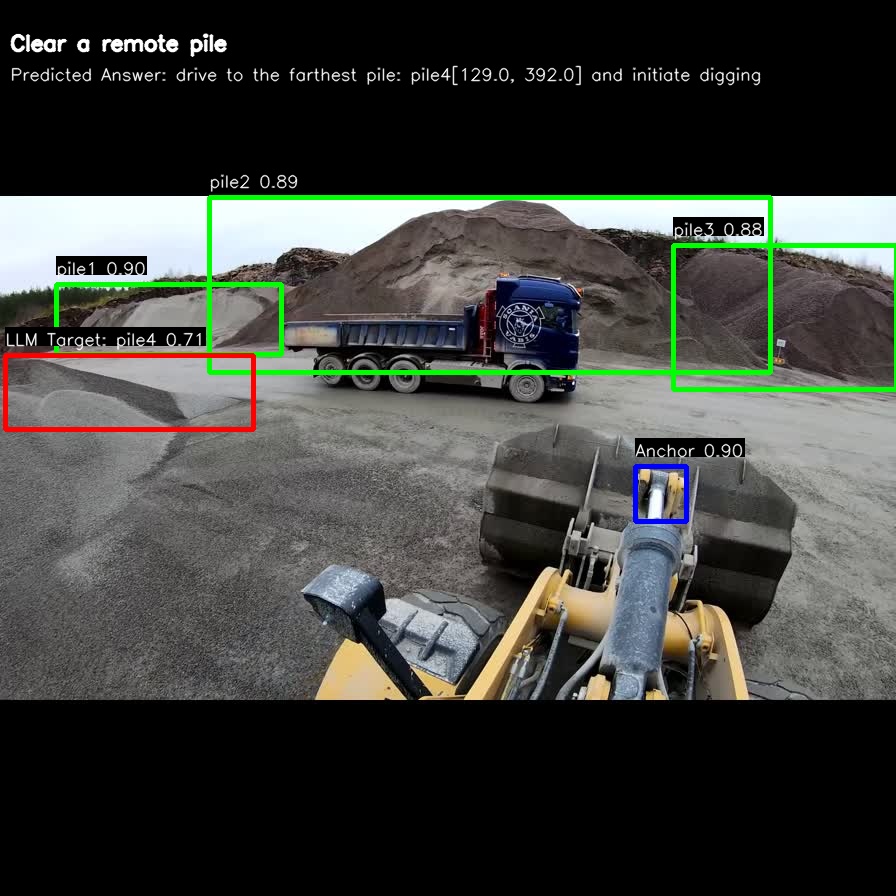 Clear a remote pile
Predicted Answer: drive to the farthest pile: pile4[129.0, 392.0] and initiate digging
pile2 0.89
pile3 0.88
pile1 0.90
SCANIA
VABIS
LLM Target: pile4 0.71
Anchor 0.90